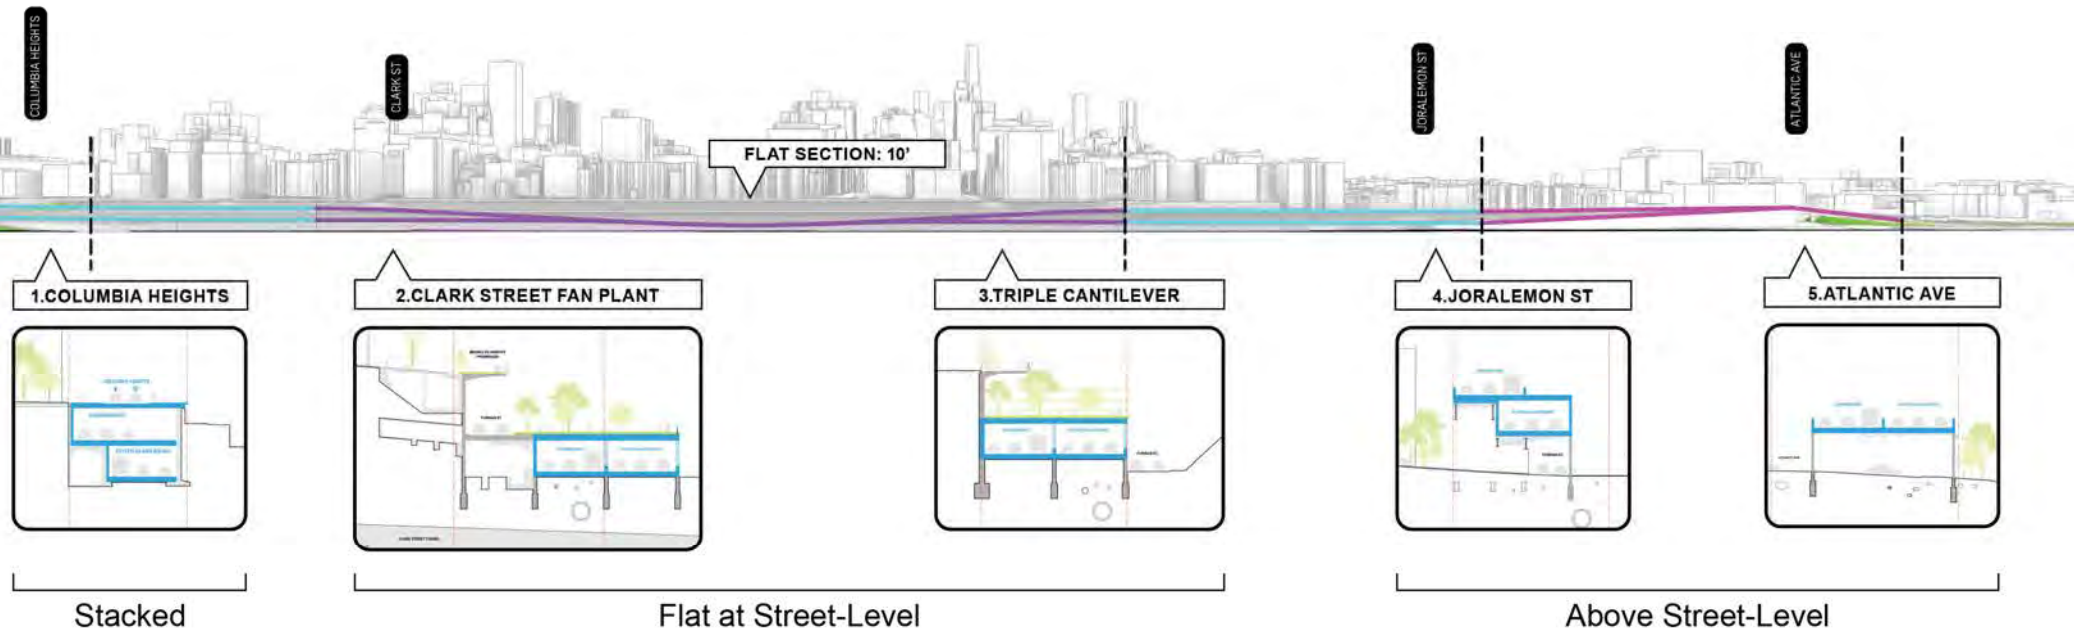 COLUMBIA HEIGHTS
CLARK ST
JORALEMON ST
ATLANTIC AVE
FLAT SECTION: 10'
1.COLUMBIA HEIGHTS
2.CLARK STREET FAN PLANT
3.TRIPLE CANTILEVER
4.JORALEMON ST
5.ATLANTIC AVE
Stacked
Flat at Street-Level
Above Street-Level